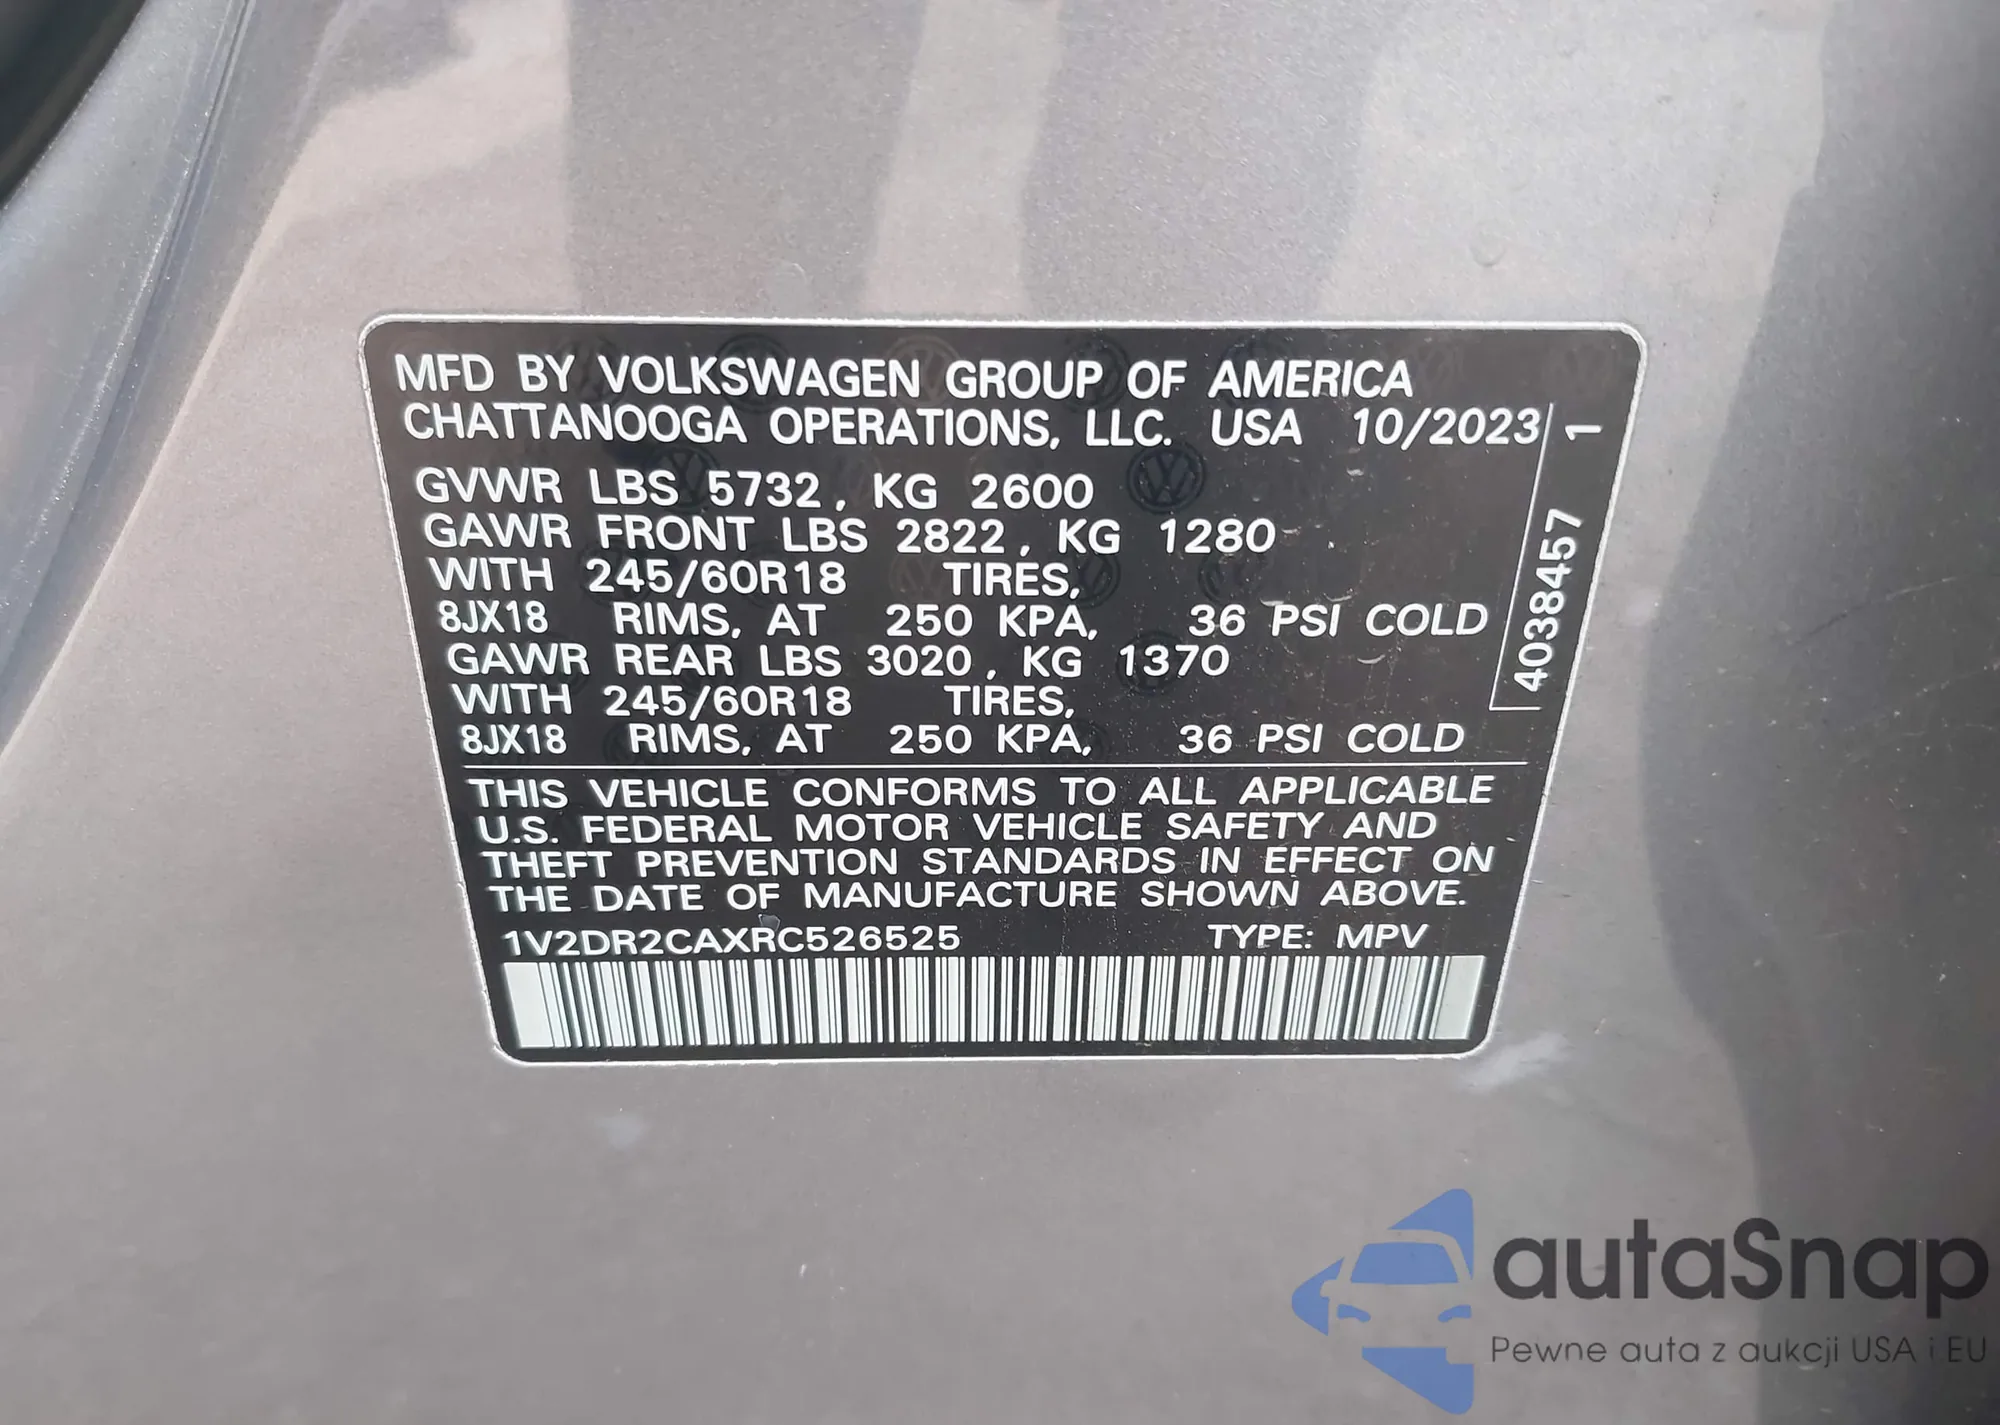 MFD BY VOLKSWAGEN GROUP OF AMERICA
CHATTANOOGA OPERATIONS, LLC. USA 10/2023
GVWR LBS 5732, KG 2600
GAWR FRONT LBS 2822, KG 1280
WITH 245/60R18 TIRES,
8JX18 RIMS, AT 250 KPA, 36 PSI COLD
GAWR REAR LBS 3020, KG 1370
WITH 245/60R18 TIRES,
8JX18 RIMS, AT 250 KPA, 36 PSI COLD
4038457 1
THIS VEHICLE CONFORMS TO ALL APPLICABLE
U.S. FEDERAL MOTOR VEHICLE SAFETY AND
THEFT PREVENTION STANDARDS IN EFFECT ON
THE DATE OF MANUFACTURE SHOWN ABOVE.
1V2DR2CAXRC526525 TYPE: MPV
autaSnap
Pewne auta z aukcji USA i EU